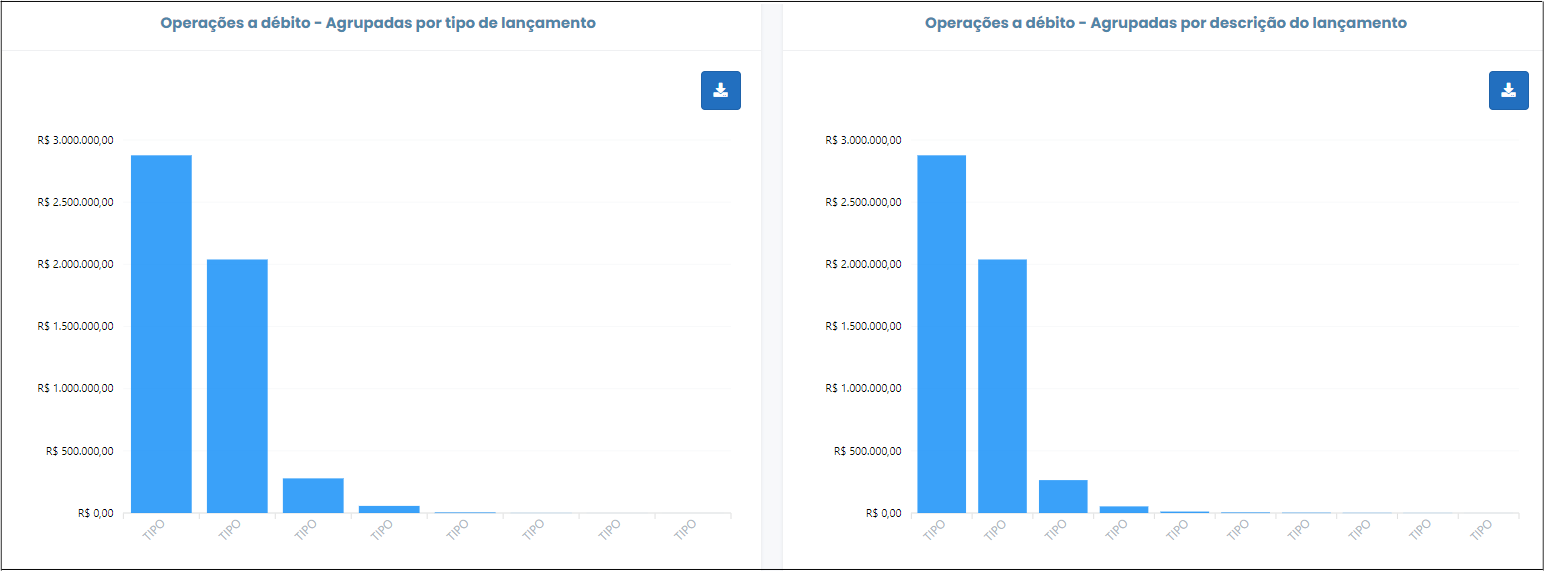 Operações a débito - Agrupadas por tipo de lançamento
R$ 3.000.000,00
R$ 2.500.000,00
R$ 2.000.000,00
R$ 1.500.000,00
R$ 1.000.000,00
R$ 500.000,00
R$ 0,00
TIPO
TIPO
TIPO
TIPO
TIPO
TIPO
TIPO
TIPO
Operações a débito - Agrupadas por descrição do lançamento
R$ 3.000.000,00
R$ 2.500.000,00
R$ 2.000.000,00
R$ 1.500.000,00
R$ 1.000.000,00
R$ 500.000,00
R$ 0,00
TIPO
TIPO
TIPO
TIPO
TIPO
TIPO
TIPO
TIPO
TIPO
TIPO